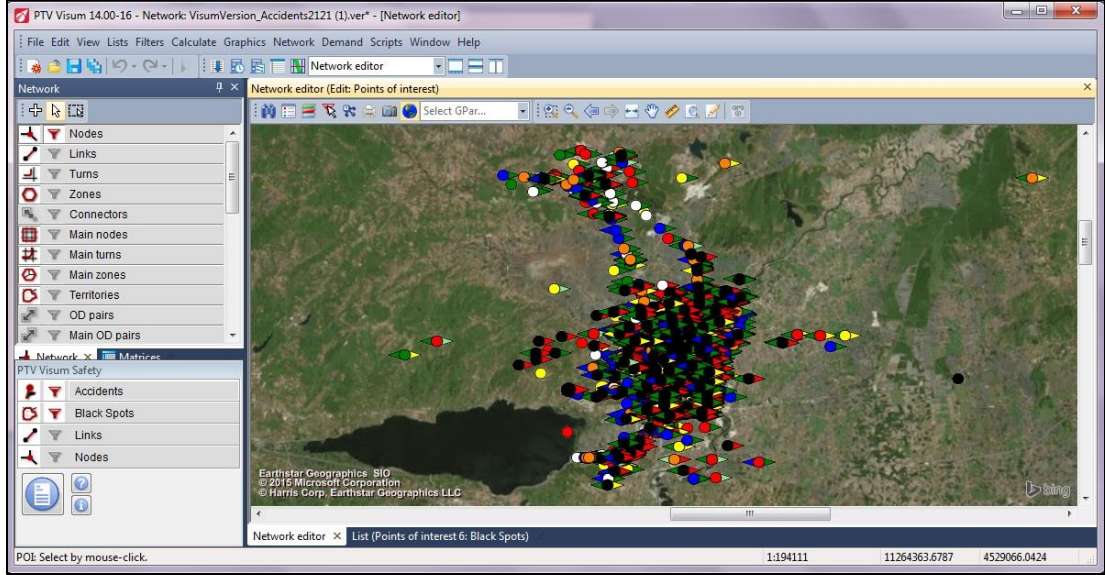 PTV Visum 14.00-16 - Network: VisumVersion_Accidents2121 (1).ver* - [Network editor]
File Edit View Lists Filters Calculate Graphics Network Demand Scripts Window Help
Network editor
Network
Network editor (Edit: Points of interest)
Select GPar...
Nodes
Links
Turns
Zones
Connectors
Main nodes
Main turns
Main zones
Territories
OD pairs
Main OD pairs
Network Matrices
PTV Visum Safety
Accidents
Black Spots
Links
Nodes
Earthstar Geographics SIO
© 2015 Microsoft Corporation
© Harris Corp, Earthstar Geographics LLC
bing
Network editor List (Points of interest 6: Black Spots)
POI: Select by mouse-click. 1:194111 11264363.6787 4529066.0424